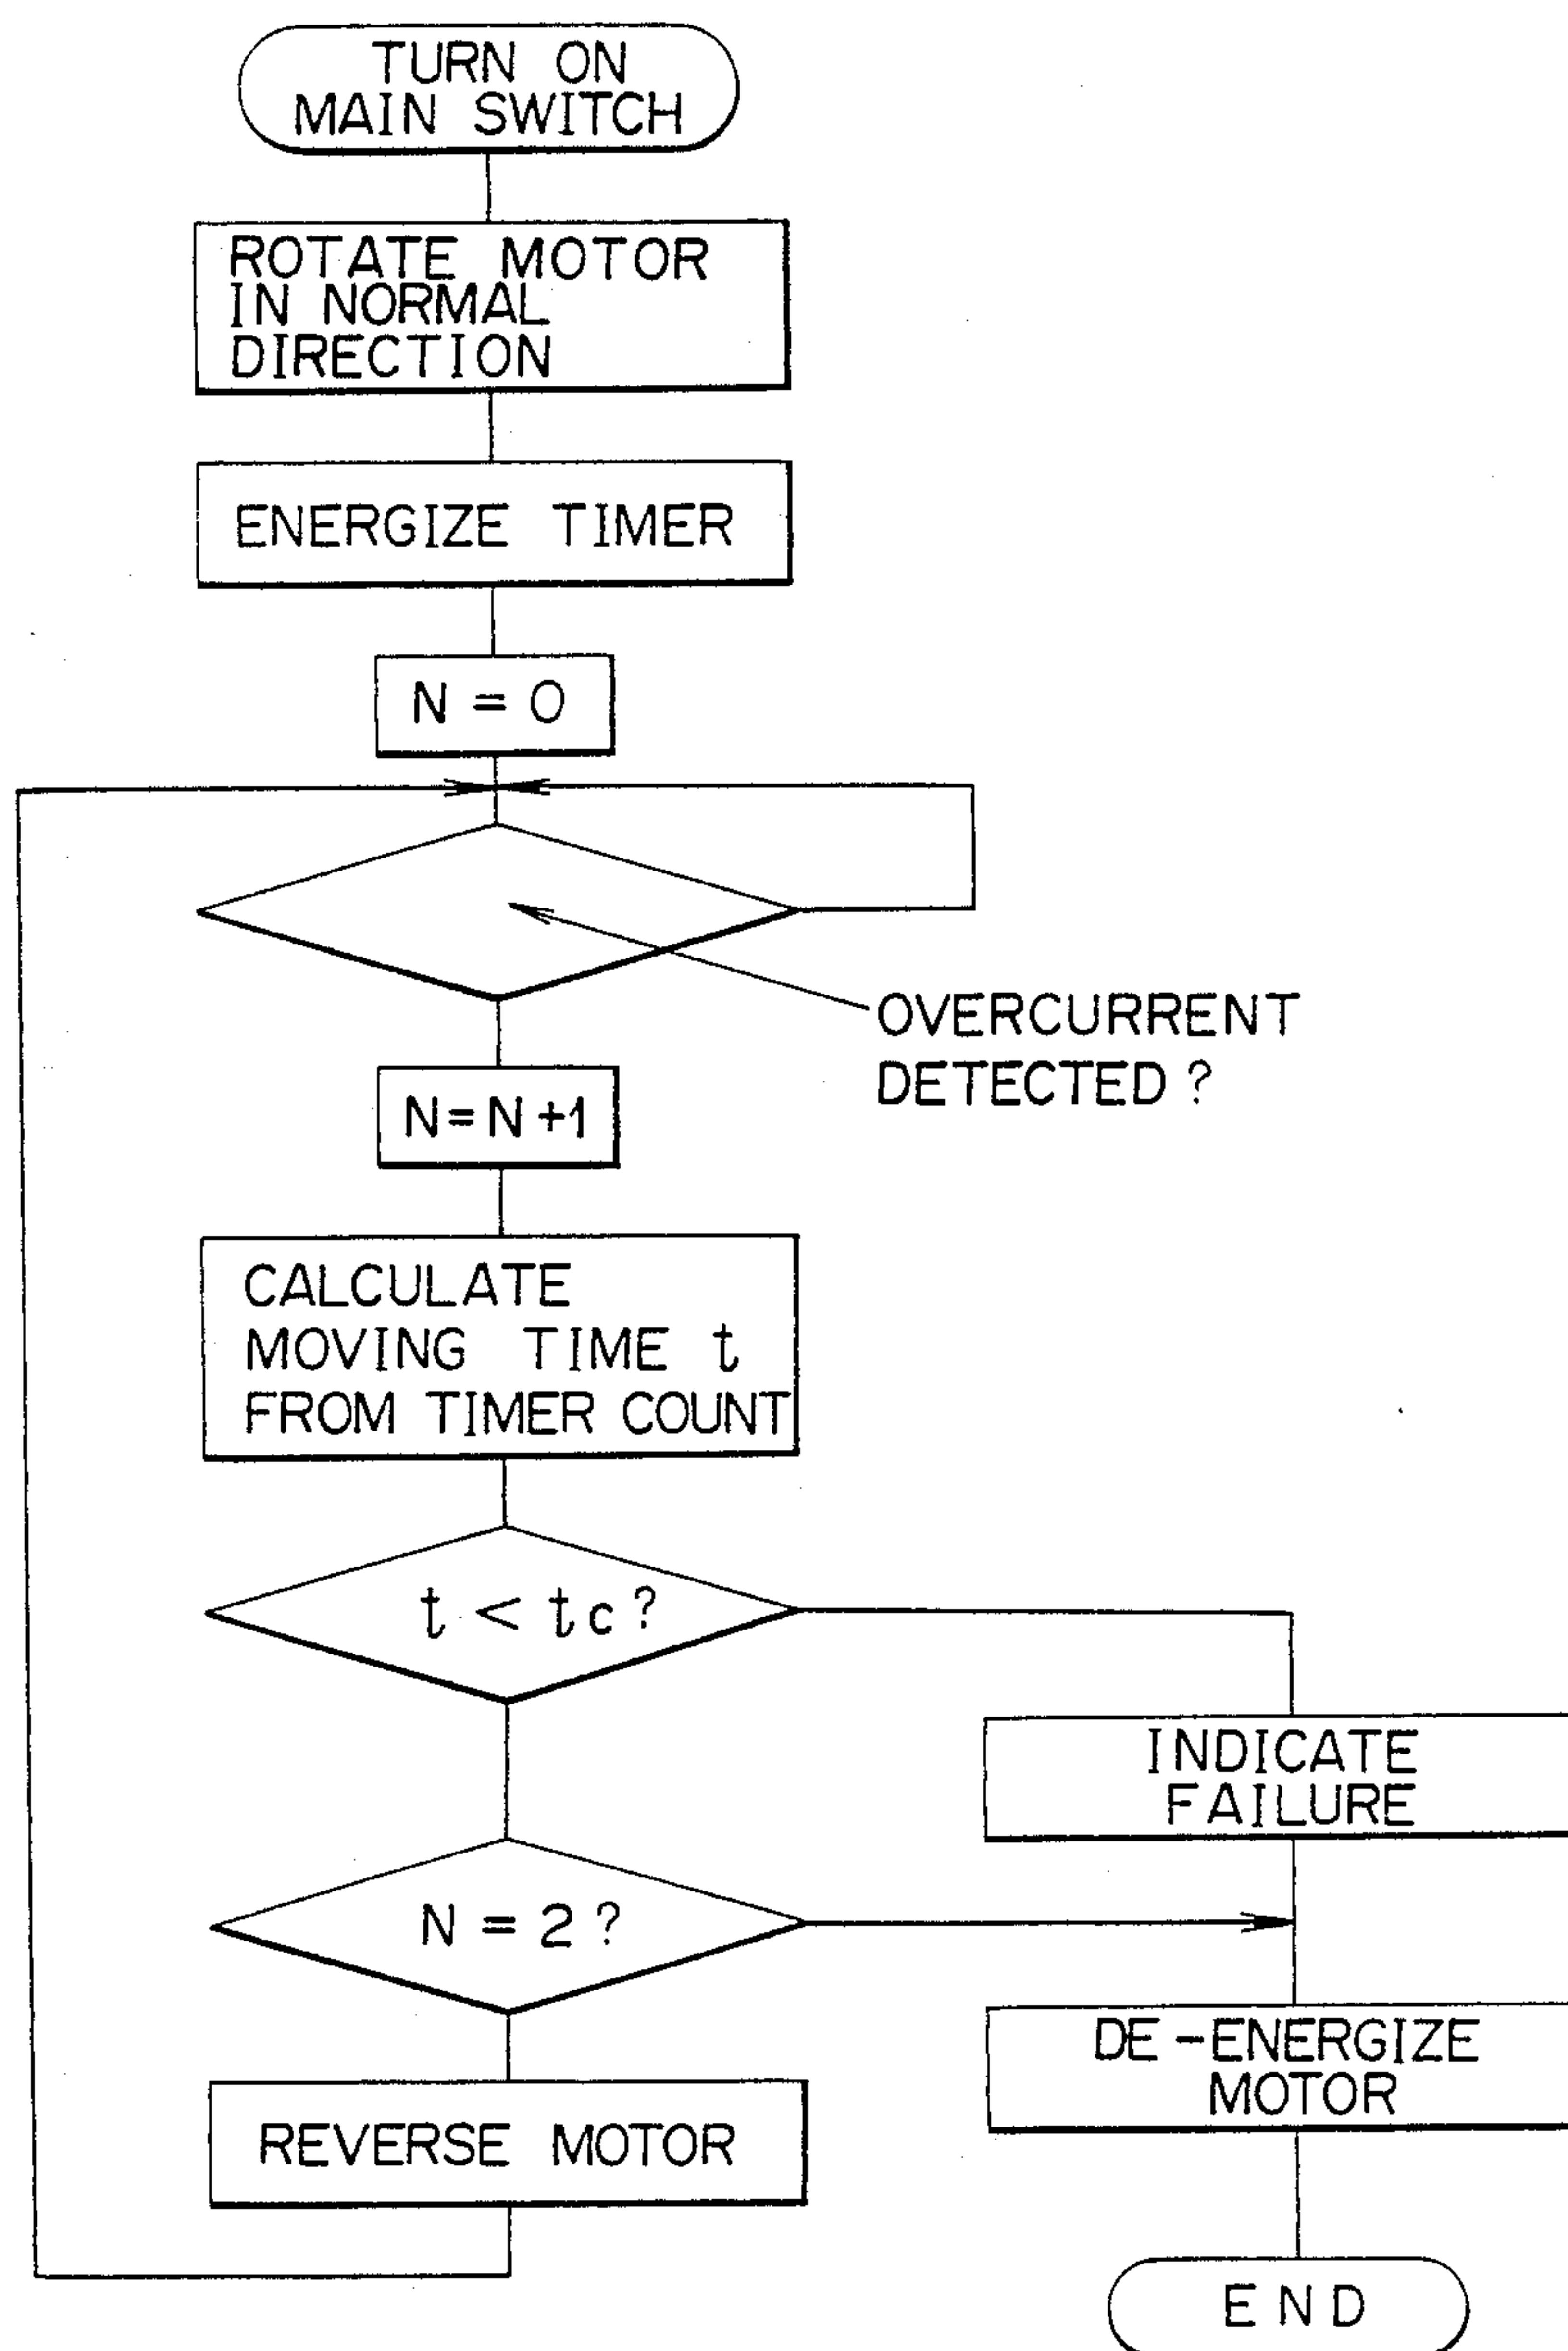 TURN ON
MAIN SWITCH
ROTATE MOTOR
IN NORMAL
DIRECTION
ENERGIZE TIMER
N = 0
OVERCURRENT
DETECTED ?
N=N+1
CALCULATE
MOVING TIME t
FROM TIMER COUNT
t < tc ?
INDICATE
FAILURE
N = 2 ?
DE-ENERGIZE
MOTOR
REVERSE MOTOR
END